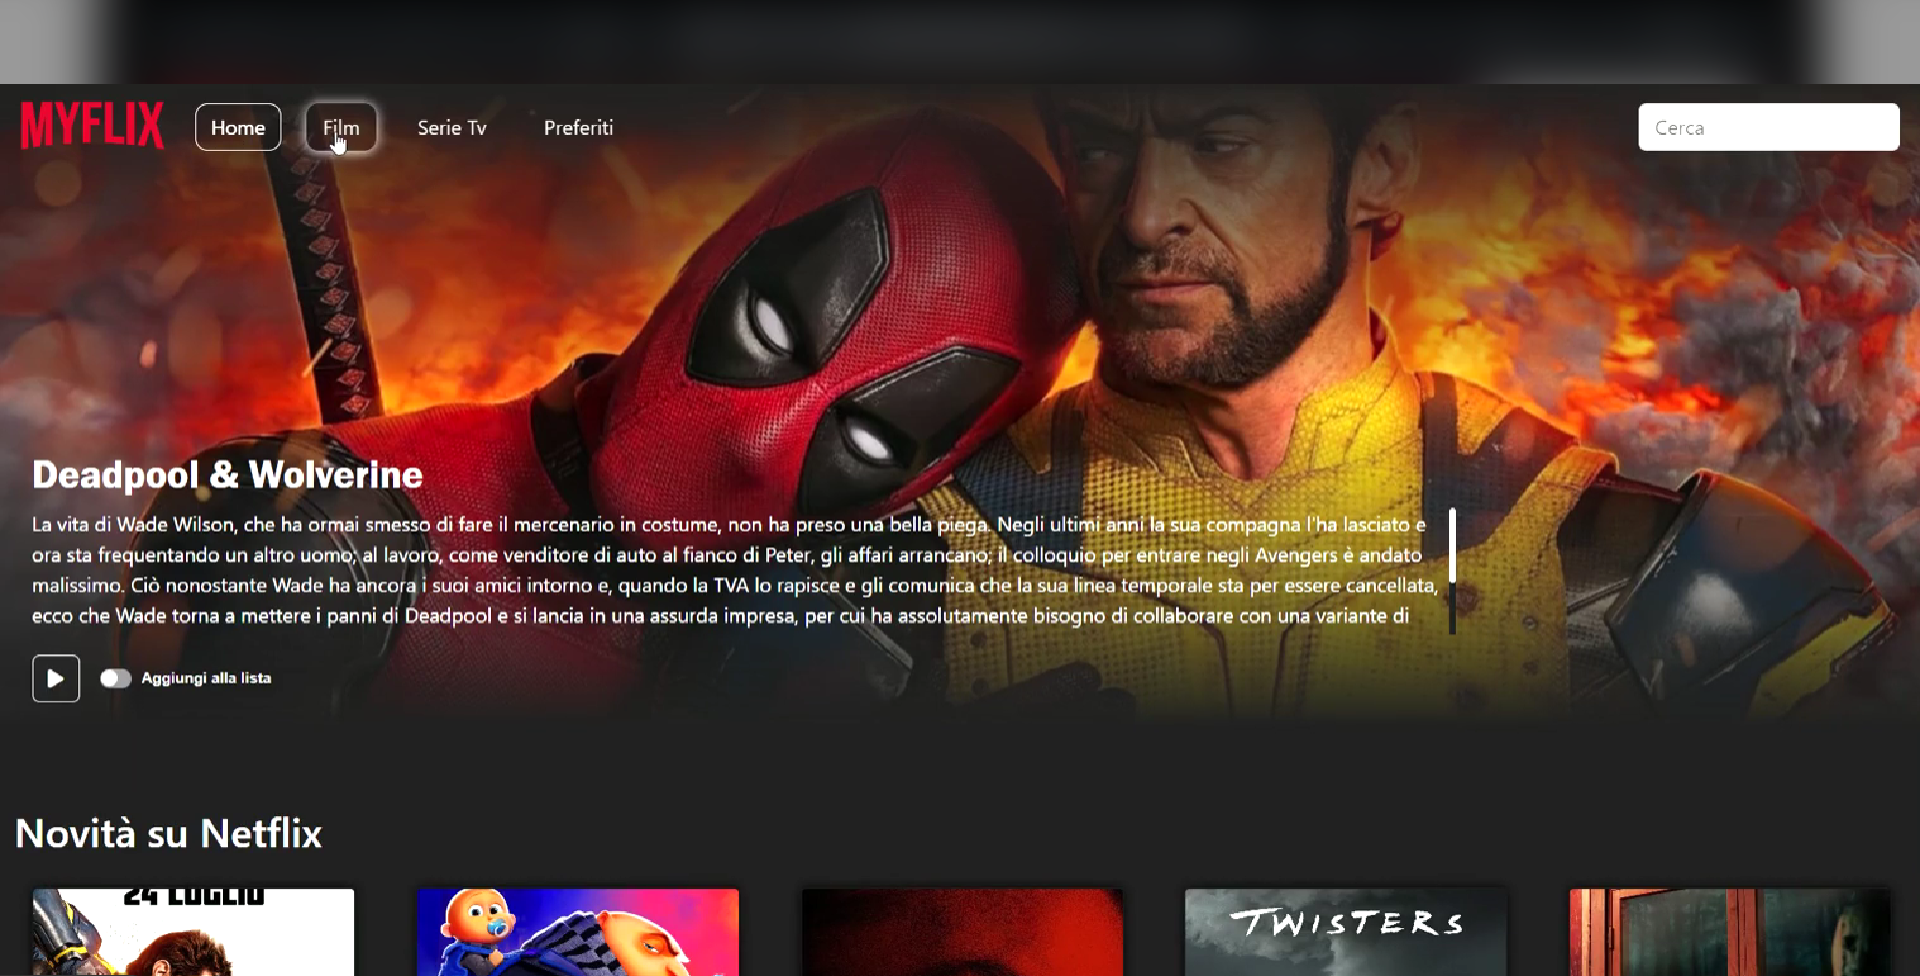 MYFLIX
Home
Film
Serie Tv
Preferiti
Cerca
Deadpool & Wolverine
La vita di Wade Wilson, che ha ormai smesso di fare il mercenario in costume, non ha preso una bella piega. Negli ultimi anni la sua compagna l'ha lasciato e
ora sta frequentando un altro uomo; al lavoro, come venditore di auto al fianco di Peter, gli affari arrancano; il colloquio per entrare negli Avengers è andato
malissimo. Ciò nonostante Wade ha ancora i suoi amici intorno e, quando la TVA lo rapisce e gli comunica che la sua linea temporale sta per essere cancellata,
ecco che Wade torna a mettere i panni di Deadpool e si lancia in una assurda impresa, per cui ha assolutamente bisogno di collaborare con una variante di
Aggiungi alla lista
Novità su Netflix
24 LUGLIO
TWISTERS